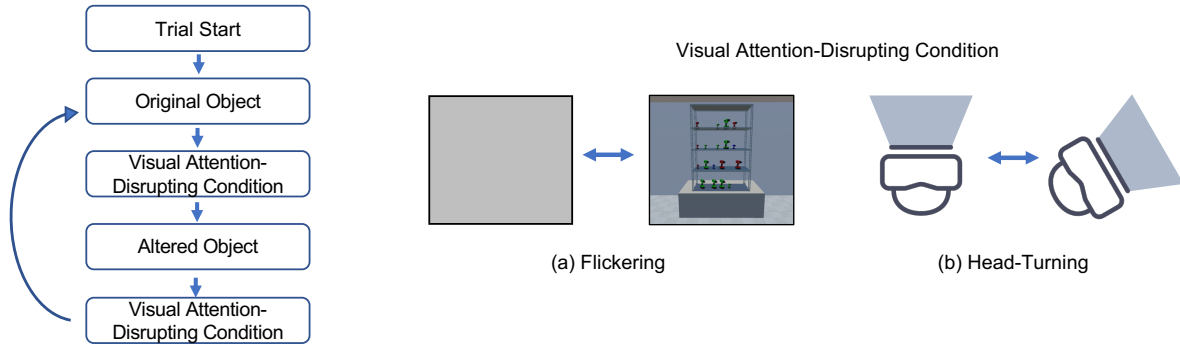 Trial Start
Original Object
Visual Attention-
Disrupting Condition
Altered Object
Visual Attention-
Disrupting Condition
Visual Attention-Disrupting Condition
(a) Flickering
(b) Head-Turning